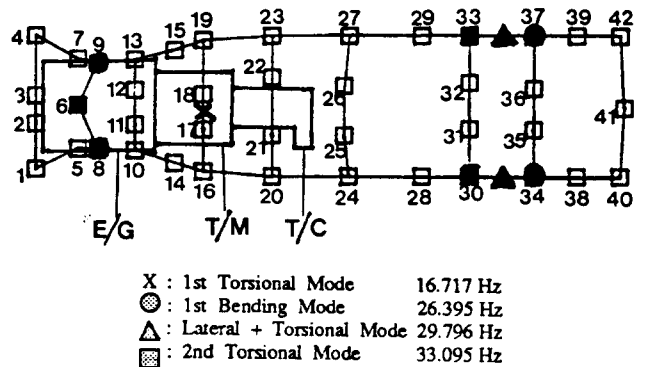 19 23 27 29 33 37 39 42
4 7 9 13 15
22
3 12 18 26 32 36
6 41
2 11 17 21 25 31 35
1 5 8 10 14 16 20 24 28 30 34 38 40
E/G T/M T/C
X : 1st Torsional Mode 16.717 Hz
: 1st Bending Mode 26.395 Hz
: Lateral + Torsional Mode 29.796 Hz
: 2nd Torsional Mode 33.095 Hz